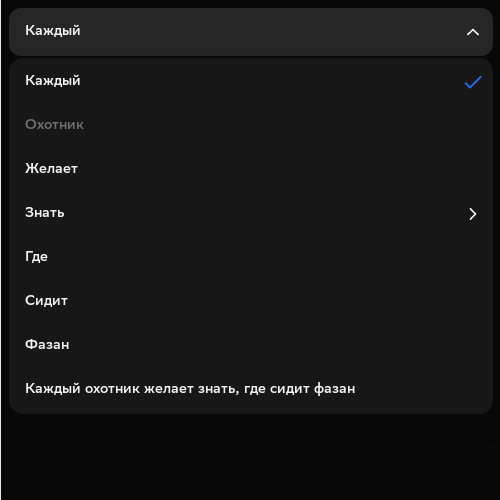 Каждый
Каждый
Охотник
Желает
Знать
Где
Сидит
Фазан
Каждый охотник желает знать, где сидит фазан